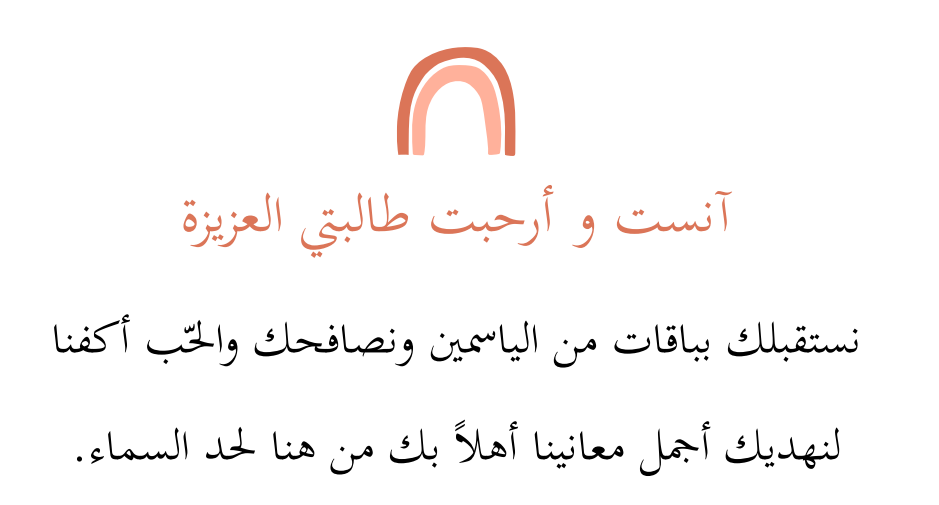 آنست و أرحبت طالبتي العزيزة
نستقبلك بباقات من الياسمين ونصافحك والحّب أكفنا
لنهديك أجمل معانينا أهلاً بك من هنا لحد السماء.